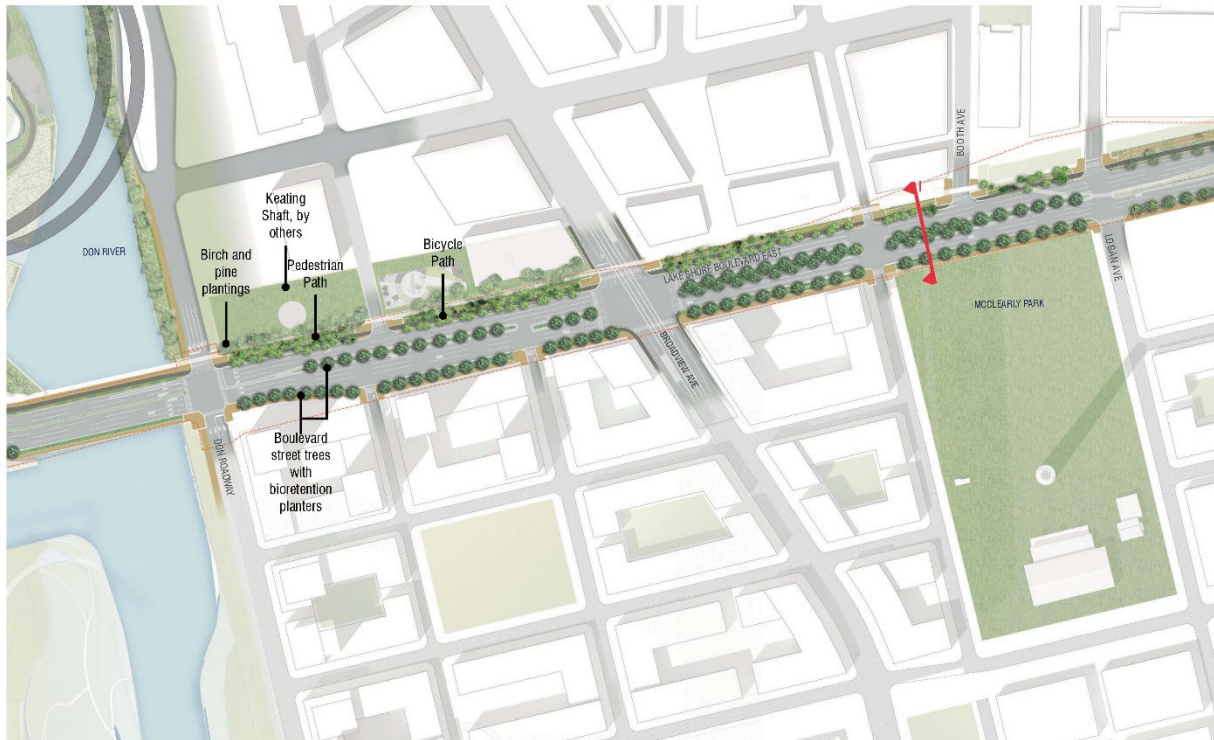 Keating
Shaft, by
others
Birch and
pine
plantings
Pedestrian
Path
Bicycle
Path
Boulevard
street trees
with
bioretention
planters
DON RIVER
DON ROADWAY
LAKE SHORE BOULEVARD EAST
BROADVIEW AVE
BOOTH AVE
LOGAN AVE
MCCLEARLY PARK